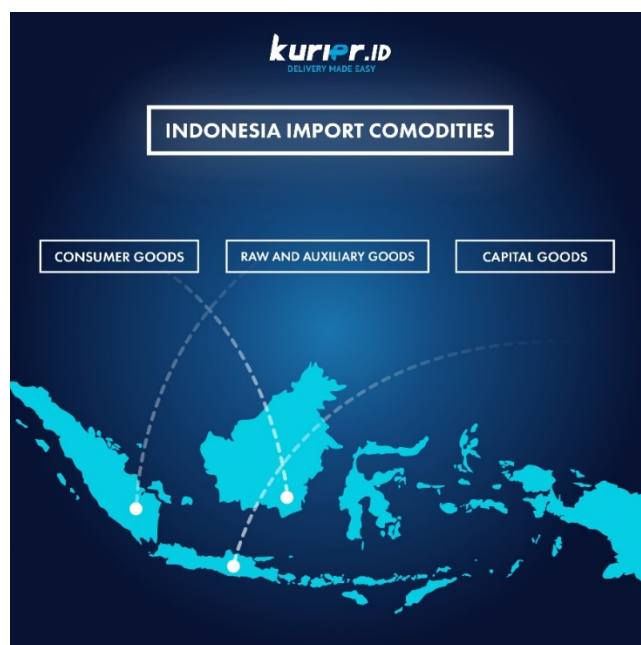 kurier.ID
DELIVERY MADE EASY
INDONESIA IMPORT COMODITIES
CONSUMER GOODS
RAW AND AUXILIARY GOODS
CAPITAL GOODS